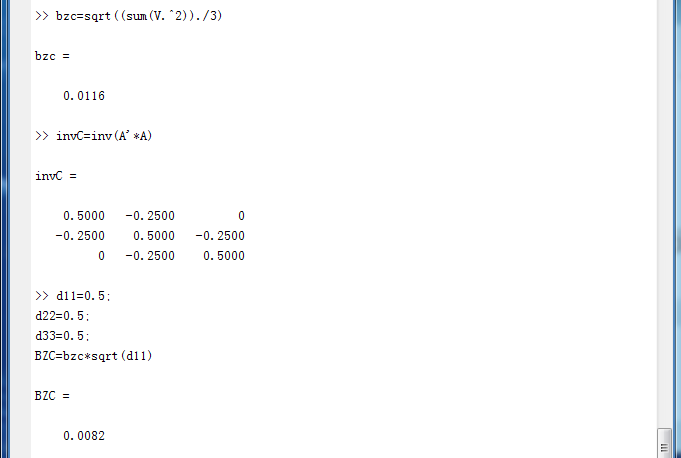 >> bzc=sqrt((sum(V.^2))./3)
bzc =
0.0116
>> invC=inv(A'*A)
invC =
0.5000 -0.2500 0
-0.2500 0.5000 -0.2500
0 -0.2500 0.5000
>> d11=0.5;
d22=0.5;
d33=0.5;
BZC=bzc*sqrt(d11)
BZC =
0.0082